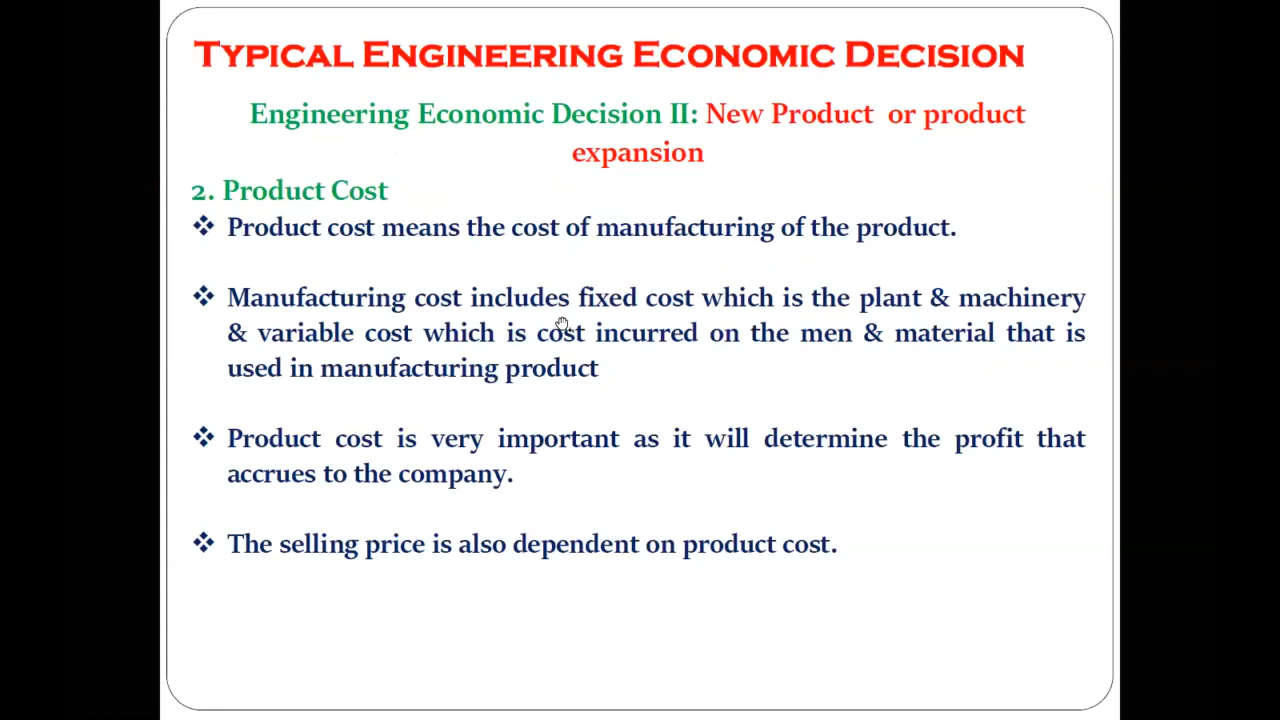 TYPICAL ENGINEERING ECONOMIC DECISION
Engineering Economic Decision II: New Product or product
expansion
2. Product Cost
❖ Product cost means the cost of manufacturing of the product.
❖ Manufacturing cost includes fixed cost which is the plant & machinery
& variable cost which is cost incurred on the men & material that is
used in manufacturing product
❖ Product cost is very important as it will determine the profit that
accrues to the company.
❖ The selling price is also dependent on product cost.